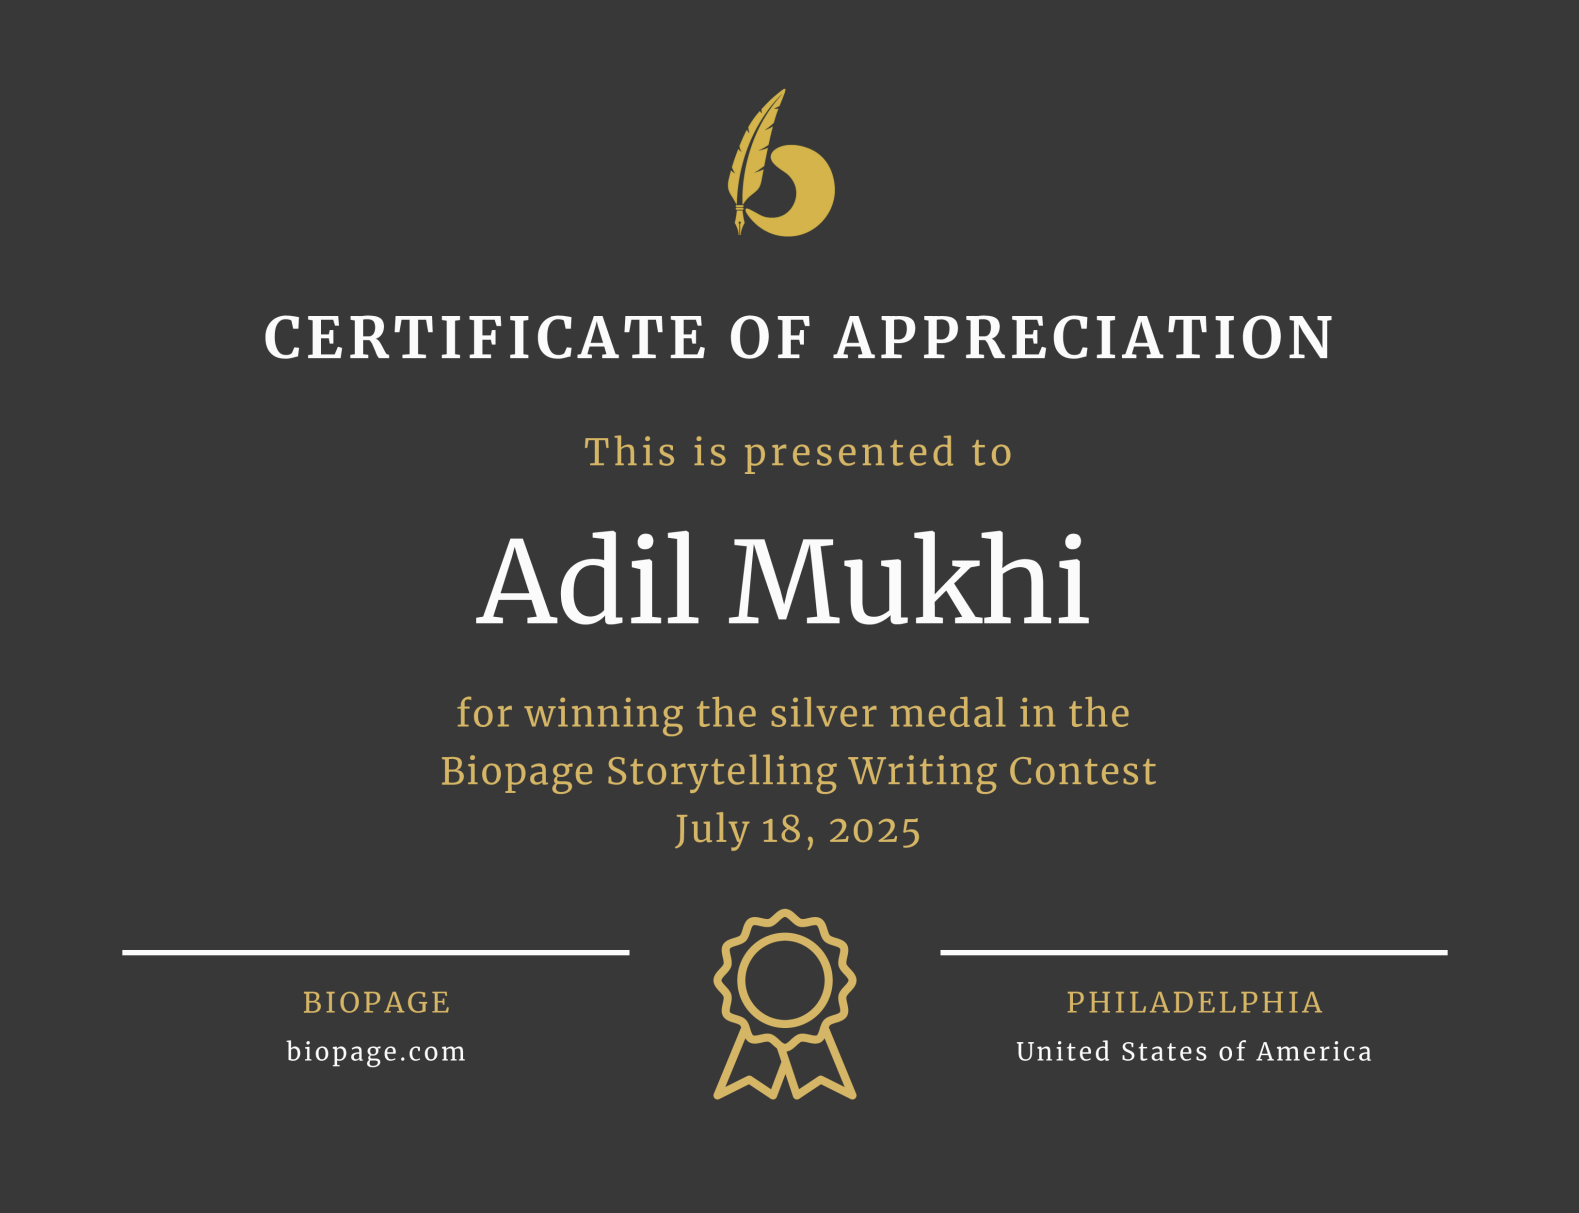 CERTIFICATE OF APPRECIATION
This is presented to
Adil Mukhi
for winning the silver medal in the
Biopage Storytelling Writing Contest
July 18, 2025
BIOPAGE
biopage.com
PHILADELPHIA
United States of America